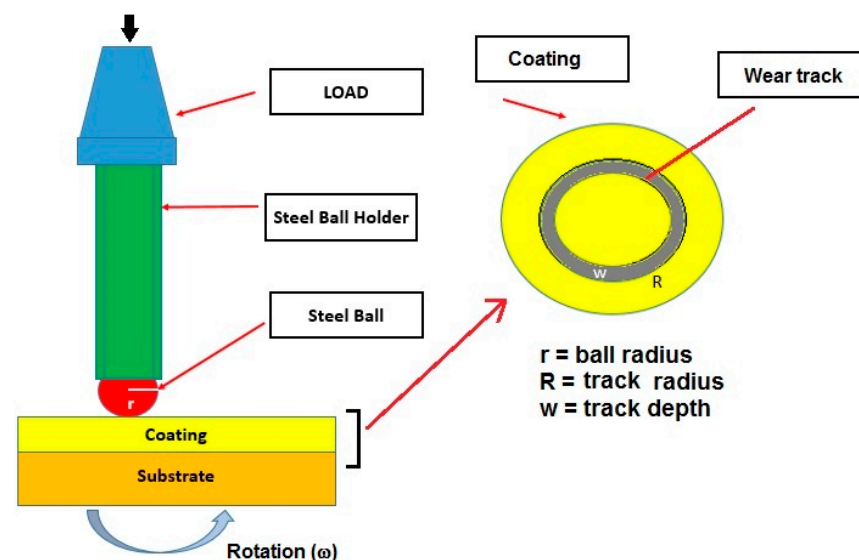 LOAD
Steel Ball Holder
Steel Ball
r
Coating
Substrate
Rotation (ω)
Coating
Wear track
w
R
r = ball radius
R = track radius
w = track depth